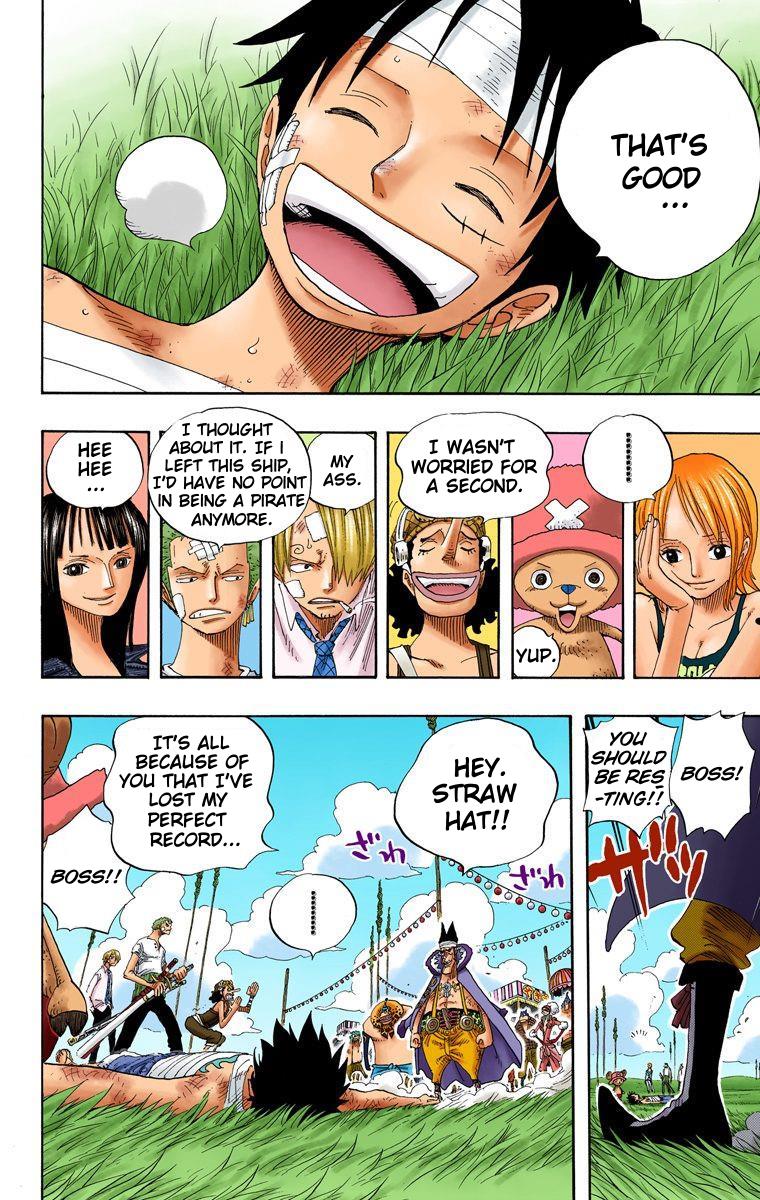 THAT'S
GOOD
...
..........
YUP.
I WASN'T
WORRIED FOR
A SECOND.
MY
ASS.
I THOUGHT
ABOUT IT. IF I
LEFT THIS SHIP,
I'D HAVE NO POINT
IN BEING A PIRATE
ANYMORE.
HEE
HEE
...
BOSS!
YOU
SHOULD
BE RES
-TING!!
ザッ
HEY.
STRAW
HAT!!
ざわ
ざわ
IT'S ALL
BECAUSE OF
YOU THAT I'VE
LOST MY
PERFECT
RECORD...
..........
BOSS!!